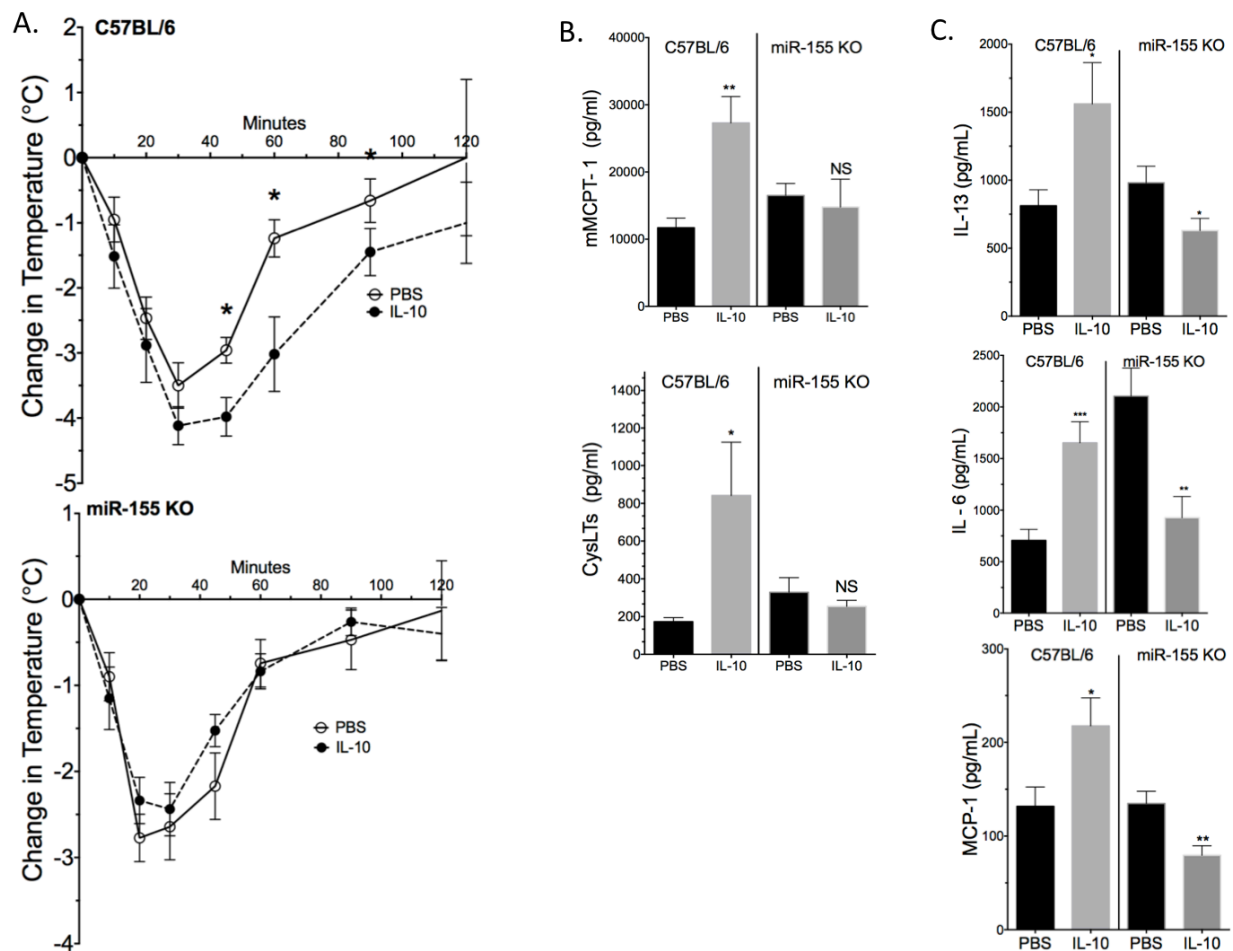 A.
C57BL/6
Change in Temperature (°C)
2
1
0
-1
-2
-3
-4
-5
Minutes
20 40 60 80 100 120
* * *
PBS
IL-10
miR-155 KO
Change in Temperature (°C)
1
0
-1
-2
-3
-4
Minutes
20 40 60 80 100 120
PBS
IL-10
B.
C57BL/6 miR-155 KO
mMCPT- 1 (pg/ml)
40000
30000
20000
10000
0
** NS
PBS IL-10 PBS IL-10
C57BL/6 miR-155 KO
CysLTs (pg/ml)
1400
1200
1000
800
600
400
200
0
* NS
PBS IL-10 PBS IL-10
C.
C57BL/6 miR-155 KO
IL-13 (pg/mL)
2000
1500
1000
500
0
* *
PBS IL-10 PBS IL-10
C57BL/6 miR-155 KO
IL - 6 (pg/mL)
2500
2000
1500
1000
500
0
*** **
PBS IL-10 PBS IL-10
C57BL/6 miR-155 KO
MCP-1 (pg/mL)
300
200
100
0
* **
PBS IL-10 PBS IL-10